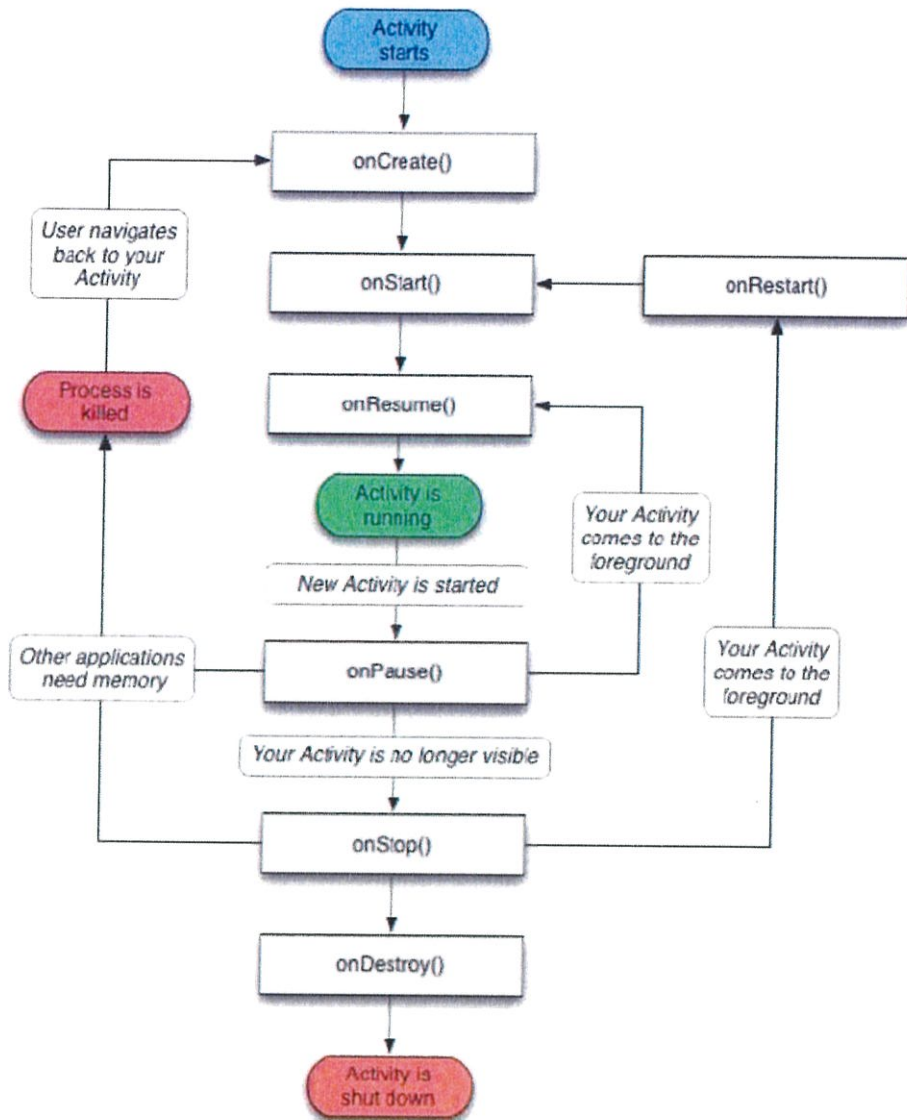 Activity
starts
onCreate()
User navigates
back to your
Activity
onStart()
onRestart()
Process is
killed
onResume()
Activity is
running
Your Activity
comes to the
foreground
New Activity is started
Other applications
need memory
onPause()
Your Activity
comes to the
foreground
Your Activity is no longer visible
onStop()
onDestroy()
Activity is
shut down